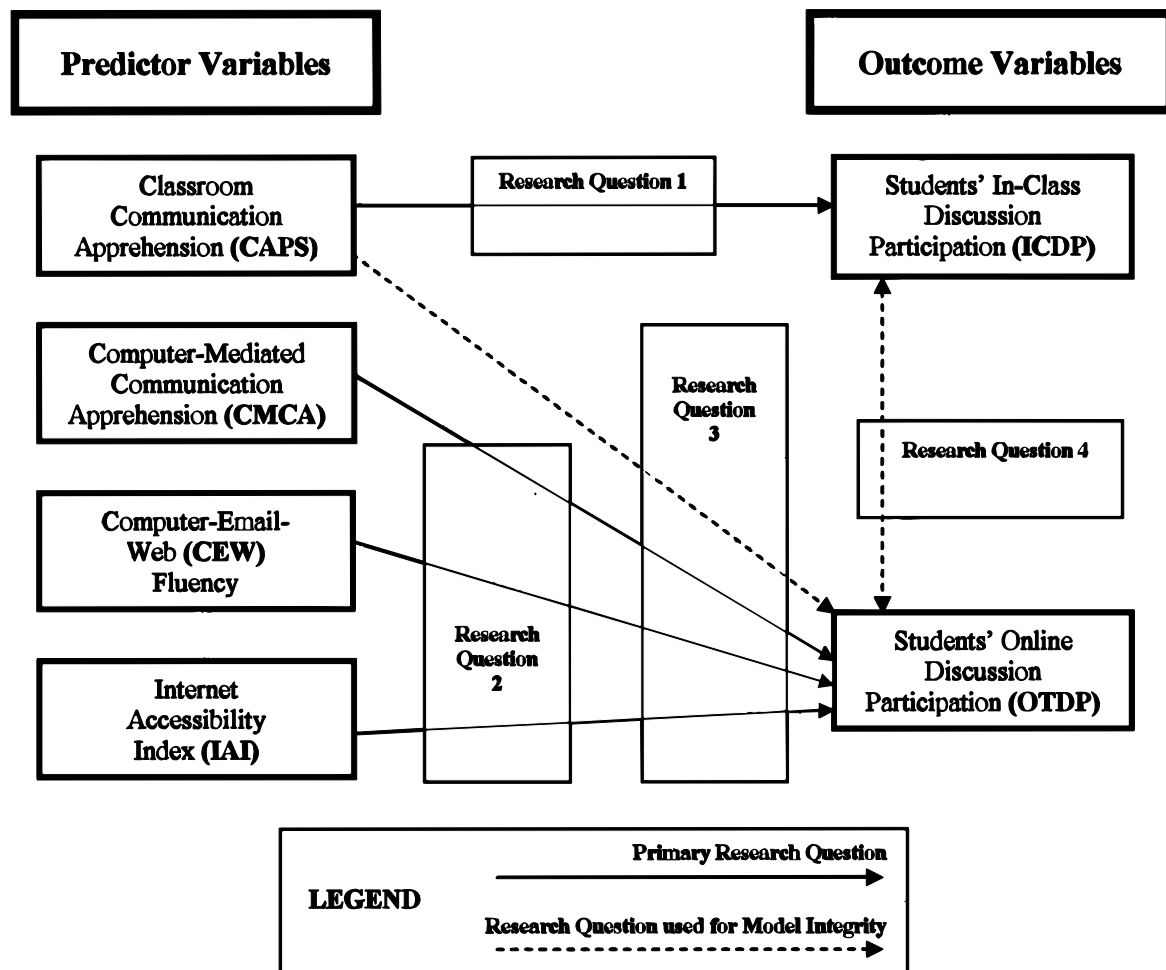 Predictor Variables
Outcome Variables
Classroom
Communication
Apprehension (CAPS)
Research Question 1
Students' In-Class
Discussion
Participation (ICDP)
Computer-Mediated
Communication
Apprehension (CMCA)
Research
Question
3
Research Question 4
Computer-Email-
Web (CEW)
Fluency
Research
Question
2
Students' Online
Discussion
Participation (OTDP)
Internet
Accessibility
Index (IAI)
LEGEND
Primary Research Question
Research Question used for Model Integrity